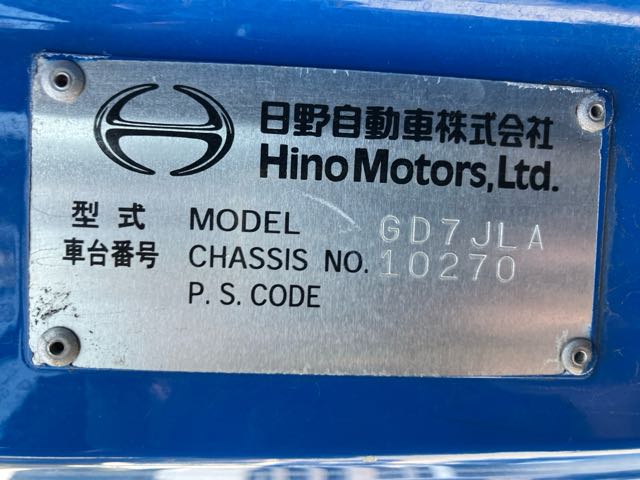 日野自動車株式会社
Hino Motors, Ltd.
型式 MODEL GD7JLA
車台番号 CHASSIS NO. 10270
P. S. CODE